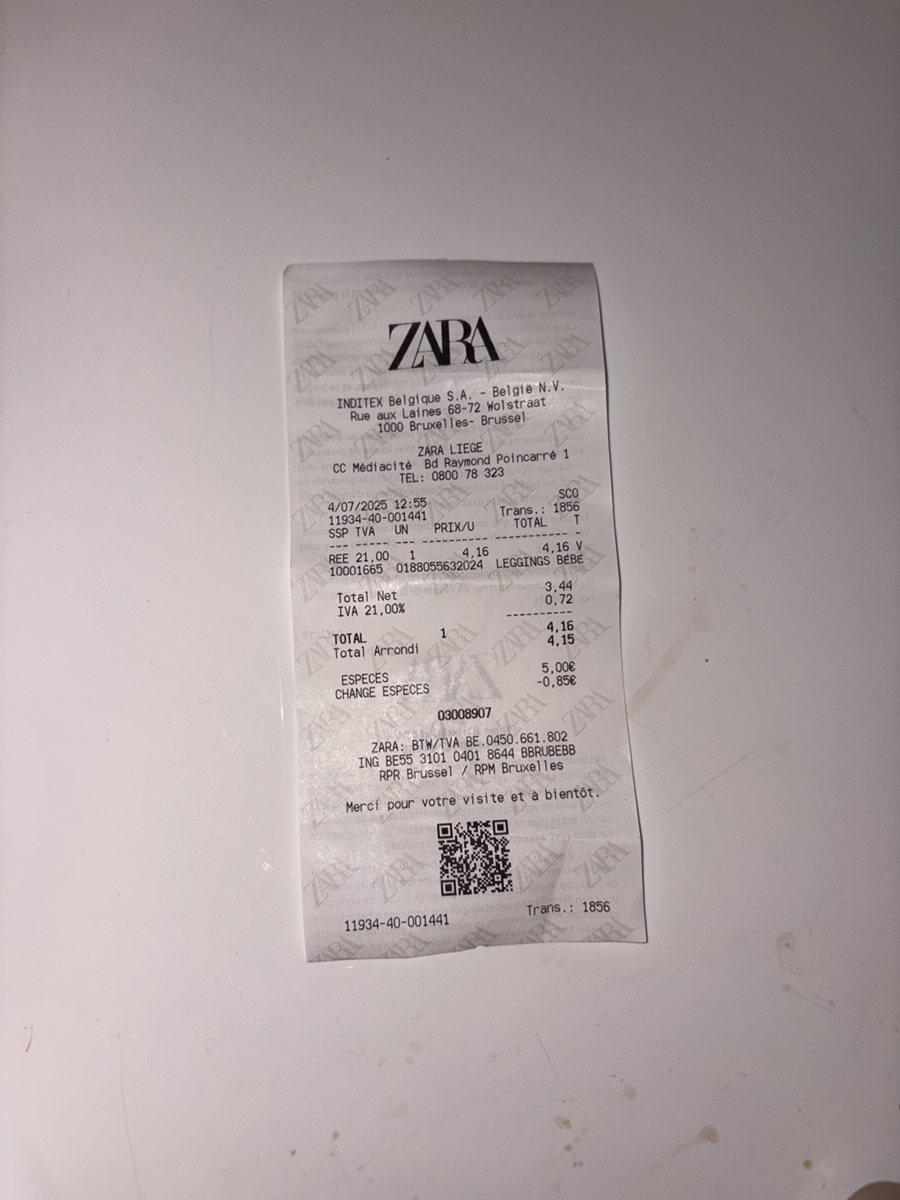 ZARA
INDITEX Belgique S.A. - België N.V.
Rue aux Laines 68-72 Wolstraat
1000 Bruxelles- Brussel
ZARA LIEGE
CC Médiacité Bd Raymond Poincarré 1
TEL: 0800 78 323
SCO
4/07/2025 12:55
11934-40-001441 Trans.: 1856
SSP TVA UN PRIX/U TOTAL T
REE 21,00 1 4,16 4,16 V
10001665 0188055632024 LEGGINGS BÉBÉ
Total Net 3,44
IVA 21,00% 0,72
TOTAL 1 4,16
Total Arrondi 4,15
ESPECES 5,00€
CHANGE ESPECES -0,85€
03008907
ZARA: BTW/TVA BE.0450.661.802
ING BE55 3101 0401 8644 BBRUBEBB
RPR Brussel / RPM Bruxelles
Merci pour votre visite et à bientôt.
11934-40-001441 Trans.: 1856